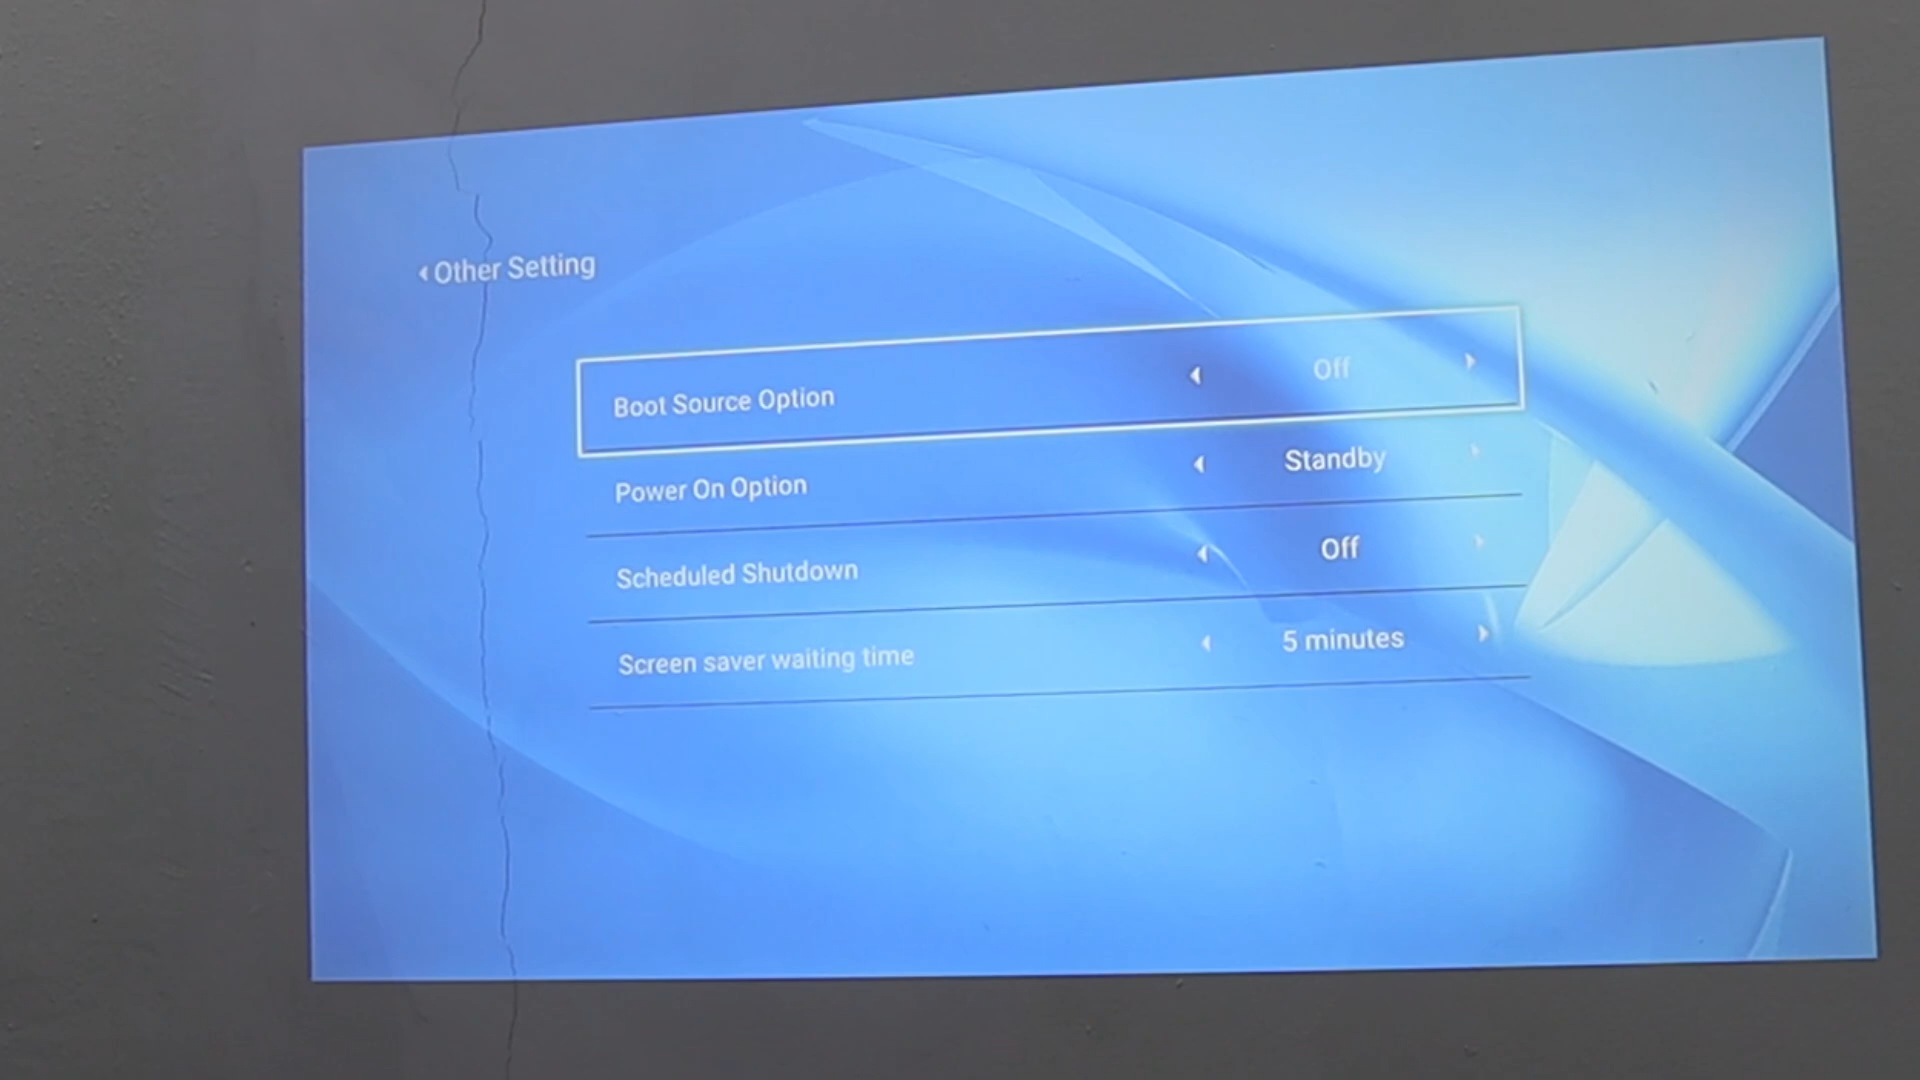 Other Setting
Boot Source Option Off
Power On Option Standby
Scheduled Shutdown Off
Screen saver waiting time 5 minutes